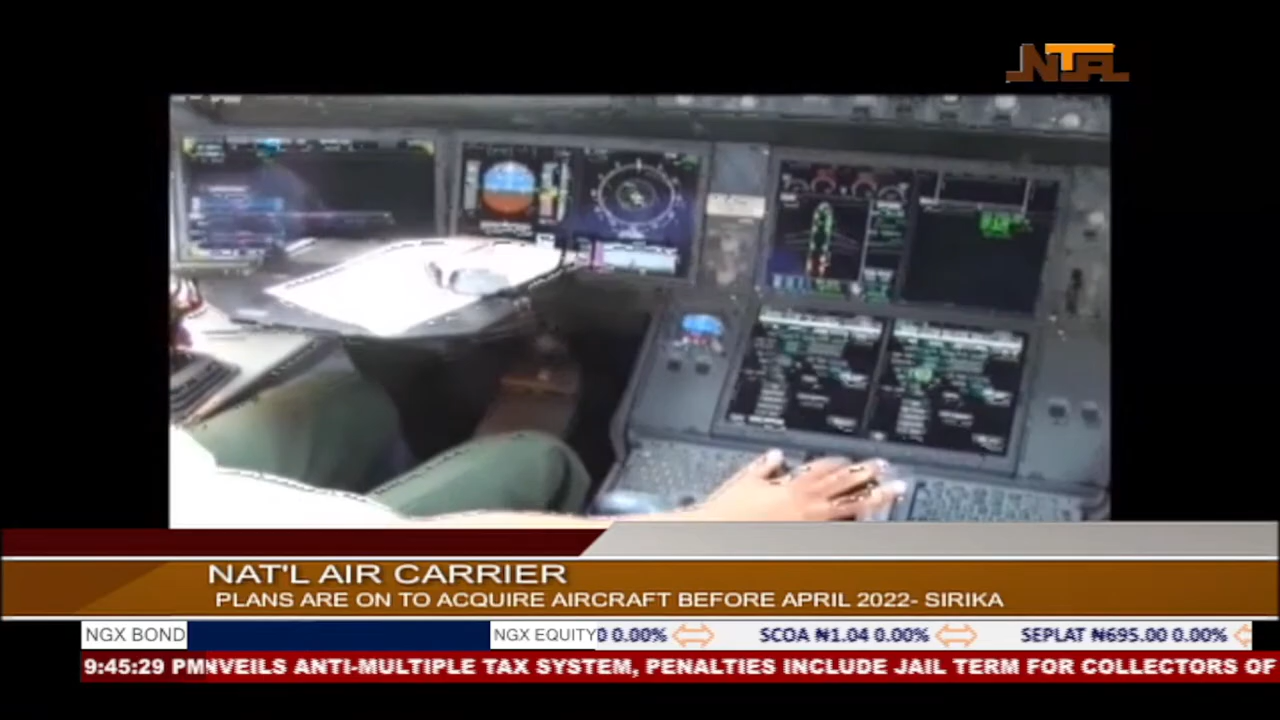 NTA
NAT'L AIR CARRIER
PLANS ARE ON TO ACQUIRE AIRCRAFT BEFORE APRIL 2022- SIRIKA
NGX BOND
NGX EQUITY
0.00% SCOA ₦1.04 0.00% SEPLAT ₦695.00 0.00%
9:45:29 PM NVEILS ANTI-MULTIPLE TAX SYSTEM, PENALTIES INCLUDE JAIL TERM FOR COLLECTORS OF